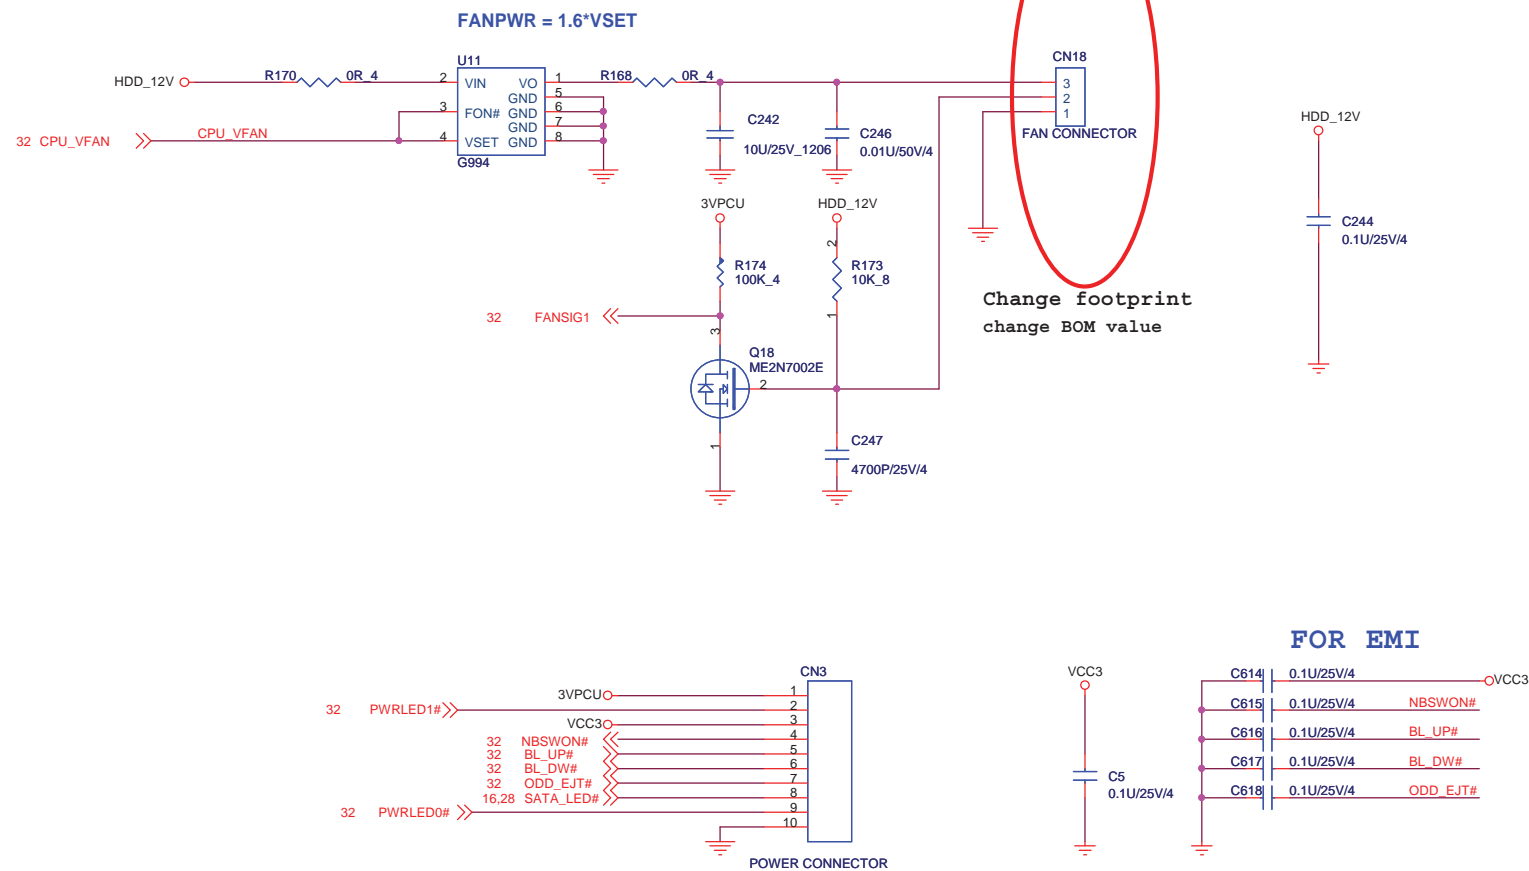 FANPWR = 1.6*VSET
U11
HDD_12V
R170
0R_4
2
VIN
VO
1
R168
0R_4
GND
5
3
FON#
GND
6
GND
7
32 CPU_VFAN
CPU_VFAN
4
VSET
GND
8
G994
C242
10U/25V_1206
C246
0.01U/50V/4
CN18
3
2
1
FAN CONNECTOR
HDD_12V
C244
0.1U/25V/4
3VPCU
HDD_12V
R174
100K_4
2
R173
10K_8
1
32 FANSIG1
3
Q18
ME2N7002E
2
1
C247
4700P/25V/4
Change footprint
change BOM value
FOR EMI
CN3
3VPCU
1
32 PWRLED1#
2
VCC3
3
32 NBSWON#
4
32 BL_UP#
5
32 BL_DW#
6
32 ODD_EJT#
7
16,28 SATA_LED#
8
32 PWRLED0#
9
10
POWER CONNECTOR
VCC3
C5
0.1U/25V/4
C614
0.1U/25V/4
VCC3
C615
0.1U/25V/4
NBSWON#
C616
0.1U/25V/4
BL_UP#
C617
0.1U/25V/4
BL_DW#
C618
0.1U/25V/4
ODD_EJT#